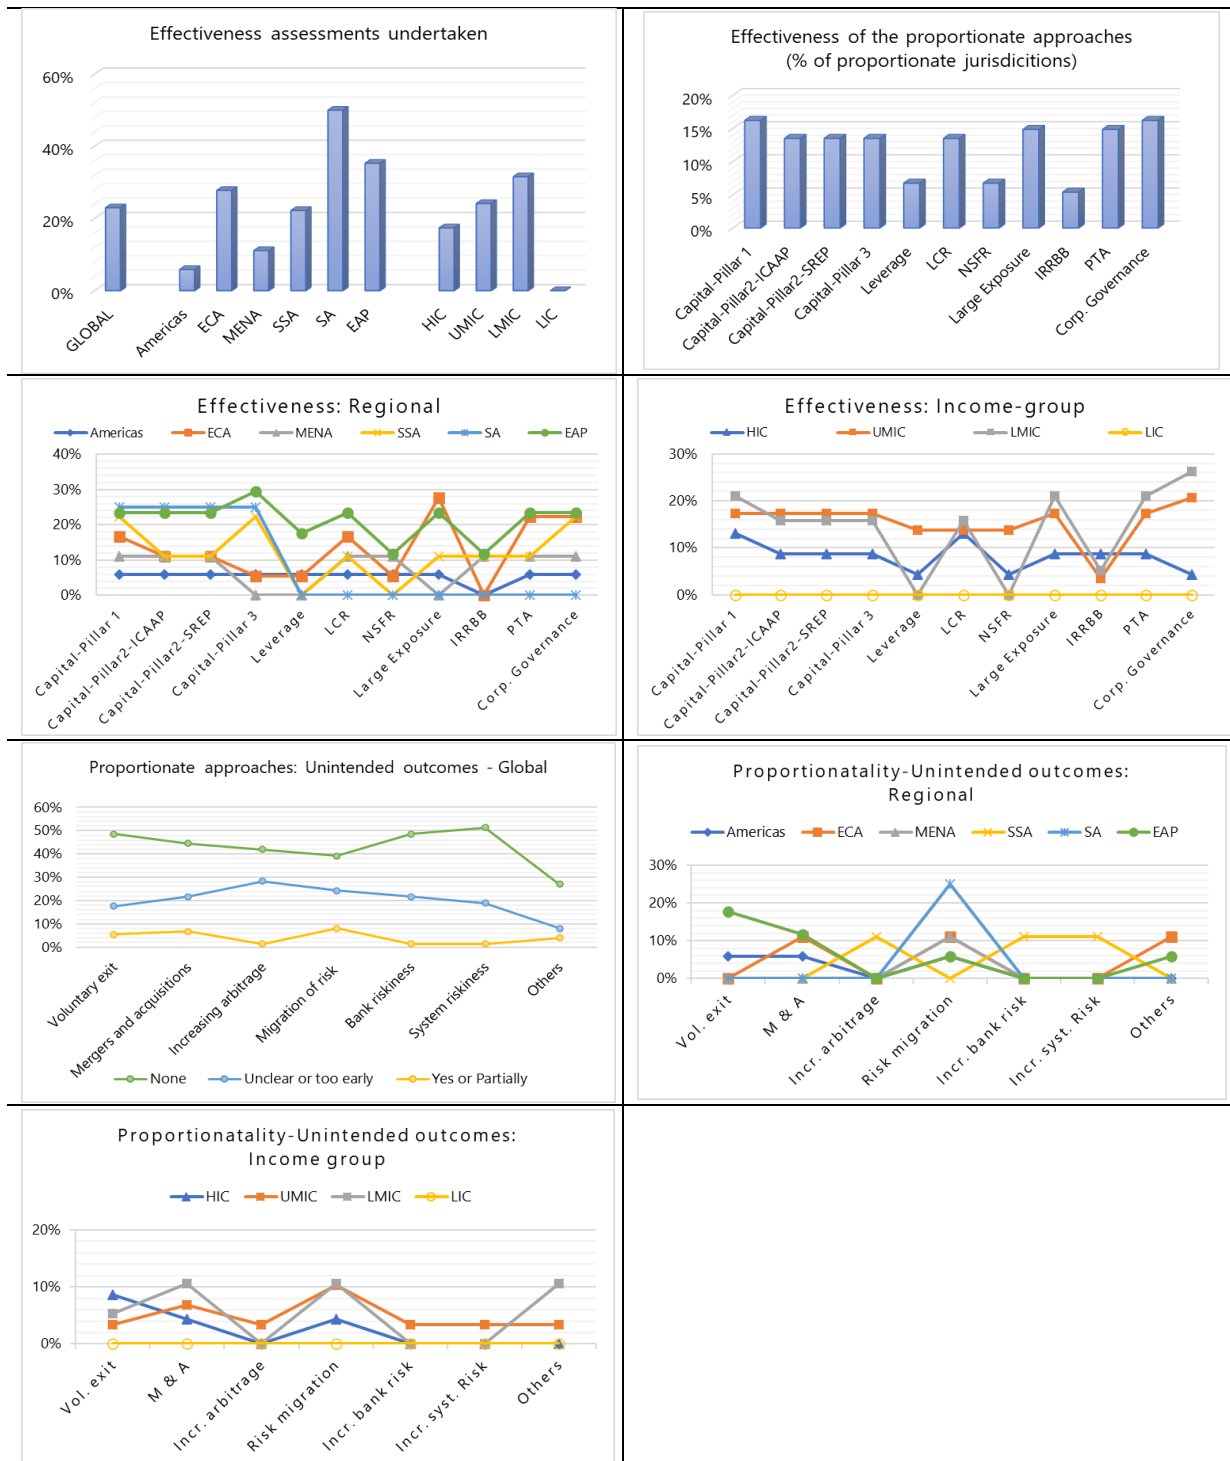 Effectiveness assessments undertaken
60%
40%
20%
0%
GLOBAL
Americas
ECA
MENA
SSA
SA
EAP
HIC
UMIC
LMIC
LIC
Effectiveness of the proportionate approaches
(% of proportionate jurisdicitions)
20%
15%
10%
5%
0%
Capital-Pillar 1
Capital-Pillar2-ICAAP
Capital-Pillar2-SREP
Capital-Pillar 3
Leverage
LCR
NSFR
Large Exposure
IRRBB
PTA
Corp. Governance
Effectiveness: Regional
Americas ECA MENA SSA SA EAP
40%
30%
20%
10%
0%
Capital-Pillar 1
Capital-Pillar2-ICAAP
Capital-Pillar2-SREP
Capital-Pillar 3
Leverage
LCR
NSFR
Large Exposure
IRRBB
PTA
Corp. Governance
Effectiveness: Income-group
HIC UMIC LMIC LIC
30%
20%
10%
0%
Capital-Pillar 1
Capital-Pillar2-ICAAP
Capital-Pillar2-SREP
Capital-Pillar 3
Leverage
LCR
NSFR
Large Exposure
IRRBB
PTA
Corp. Governance
Proportionate approaches: Unintended outcomes - Global
60%
50%
40%
30%
20%
10%
0%
Voluntary exit
Mergers and acquisitions
Increasing arbitrage
Migration of risk
Bank riskiness
System riskiness
Others
None Unclear or too early Yes or Partially
Proportionatality-Unintended outcomes:
Regional
Americas ECA MENA SSA SA EAP
30%
20%
10%
0%
Vol. exit
M & A
Incr. arbitrage
Risk migration
Incr. bank risk
Incr. syst. Risk
Others
Proportionatality-Unintended outcomes:
Income group
HIC UMIC LMIC LIC
20%
10%
0%
Vol. exit
M & A
Incr. arbitrage
Risk migration
Incr. bank risk
Incr. syst. Risk
Others